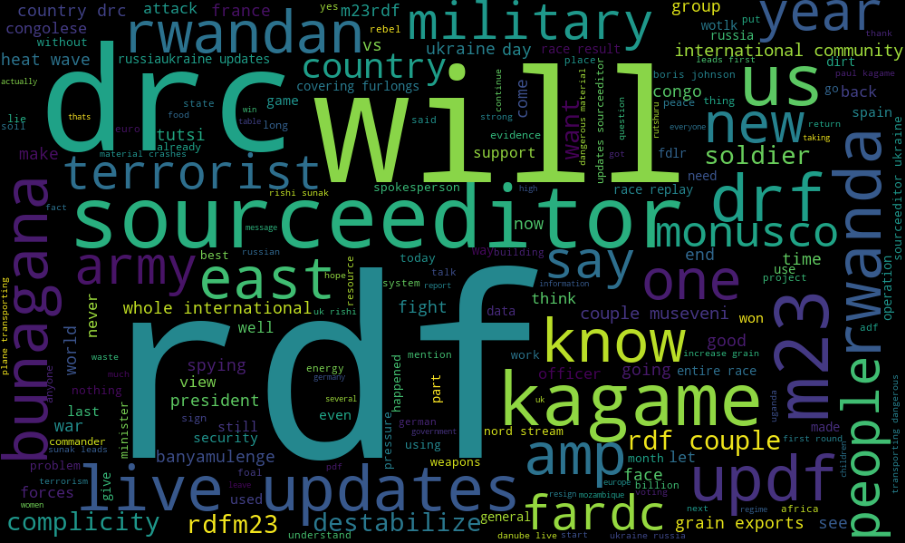 country drc attack france m23rdf
congolese
rwandan
military
group
year
yes rebel wotlk put thank
russia
vs ukraine day race result
international community
heat wave russiaukraine updates
place boris johnson leads first dirt
actually
drc
country
covering furlongs
will
us
paul kagame
without
lie
state game
thats food win
tutsi
come
continue
said
strong
want
dangerous material
updates sourceeditor
congo
peace thing go back
spain
soil euro table long
evidence
question
rutshuru
everyone
new
return
taking
make
material crashes already
support got fdlr
soldier
terrorist
rishi sunak
spokesperson high
race replay need
drf
sourceeditor ukraine
fact
message
sourceeditor
now
monusco
rwanda
bunagana
russian
army
best
east
today
way building
say
one
end
time
use project
operation
hope
resource
talk
system report
data
think
information
know
m23
plane transporting
world
never
whole international
well
uk rishi
fight
couple museveni
won
good
adf
waste
spying
energy
happened
mention
work
officer going
entire race
increase grain
people
much
nothing
anyone
view
germany
part
kagame
uk
uganda
last
president
sign
several
even
german
nord stream
rdf couple
made
first round
war
minister
still
security
pressure
using
government
rdf
children
transporting dangerous
commander
sunak leads
banyamulenge
weapons
amp
month let
face
updf
problem
terrorism
give
foal
pdf
europe
billion
forces
women
used
leave
live updates
resign mozambique voting
next regime africa
complicity
rdfm23
destabilize
general
fardc
grain exports see
understand
danube live start
ukraine russia